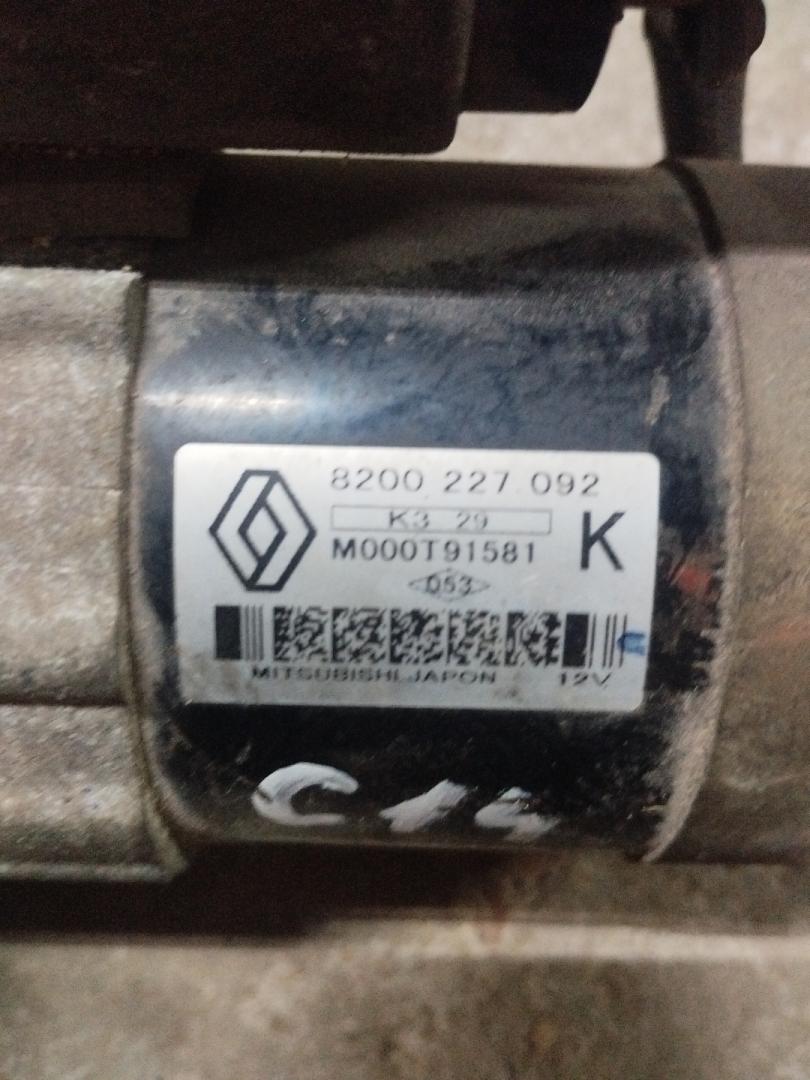 8200 227 092
K3 29
K
M000T91581
053
MITSUBISHI JAPON 12V
C14